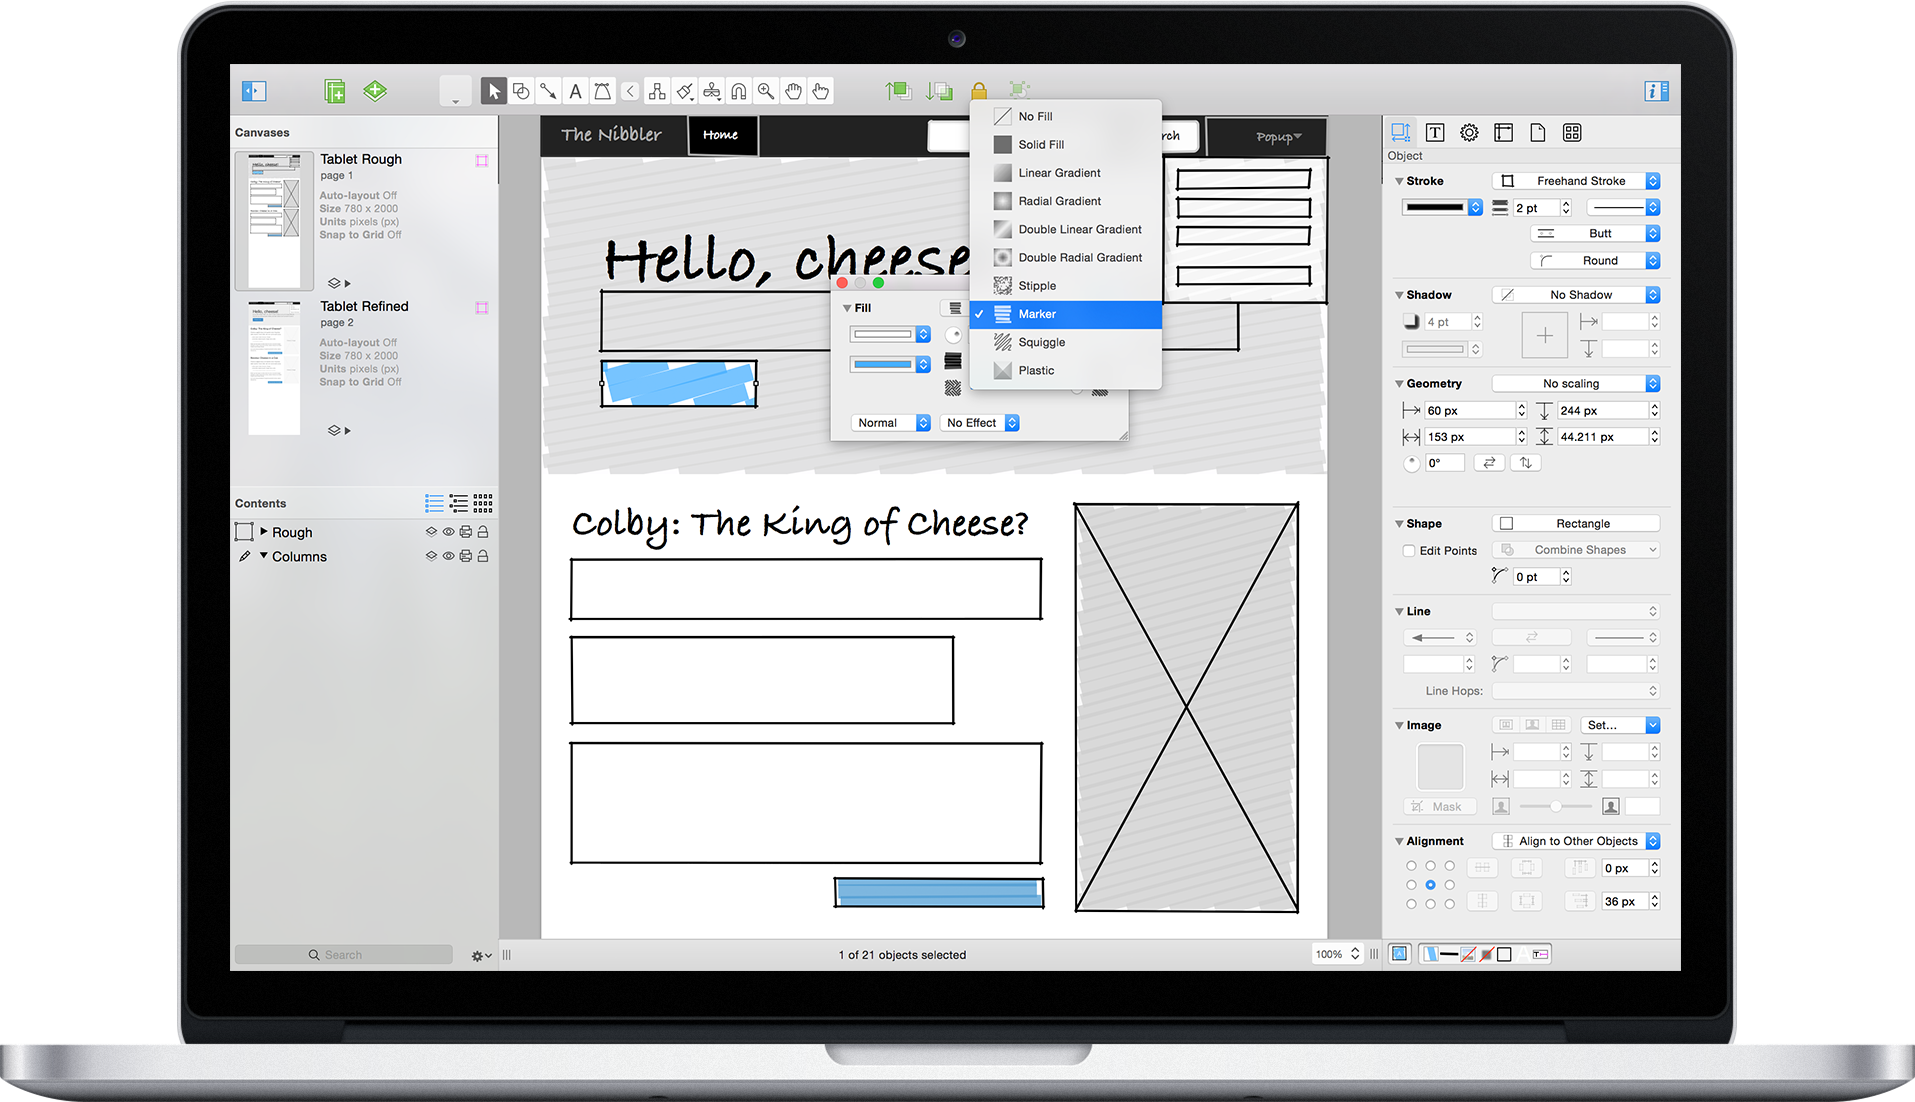 Canvases
Tablet Rough
page 1
Auto-layout Off
Size 780 x 2000
Units pixels (px)
Snap to Grid Off
Tablet Refined
page 2
Auto-layout Off
Size 780 x 2000
Units pixels (px)
Snap to Grid Off
Contents
Rough
Columns
Search
The Nibbler
Home
rch
Popup
Hello, cheese
Fill
Normal
No Effect
No Fill
Solid Fill
Linear Gradient
Radial Gradient
Double Linear Gradient
Double Radial Gradient
Stipple
✓ Marker
Squiggle
Plastic
Colby: The King of Cheese?
1 of 21 objects selected
100%
Object
Stroke
Freehand Stroke
2 pt
Butt
Round
Shadow
No Shadow
4 pt
Geometry
No scaling
60 px
244 px
153 px
44.211 px
0°
Shape
Rectangle
Edit Points
Combine Shapes
0 pt
Line
Line Hops:
Image
Set...
Mask
Alignment
Align to Other Objects
0 px
36 px